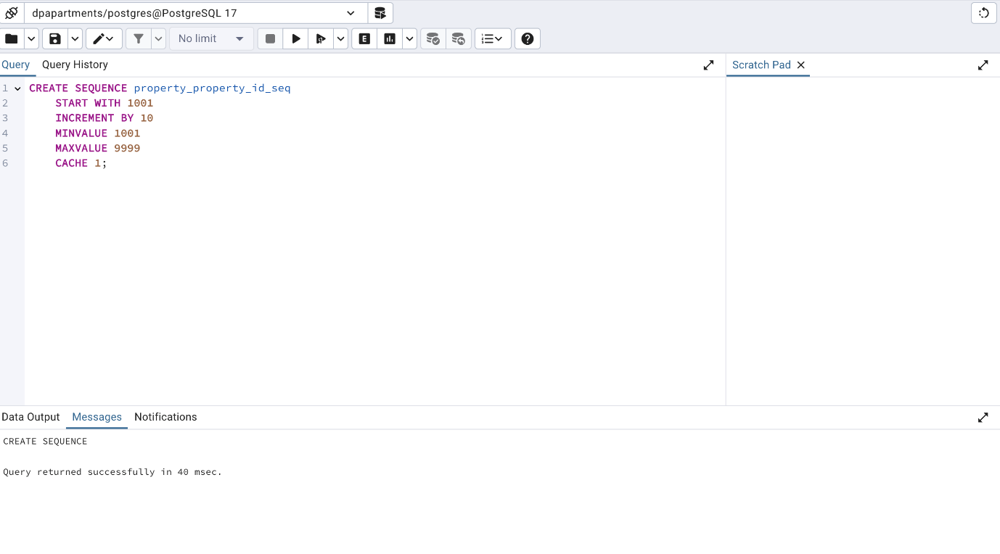 dpapartments/postgres@PostgreSQL 17
No limit
E
Query Query History
Scratch Pad
1 CREATE SEQUENCE property_property_id_seq
2 START WITH 1001
3 INCREMENT BY 10
4 MINVALUE 1001
5 MAXVALUE 9999
6 CACHE 1;
Data Output Messages Notifications
CREATE SEQUENCE
Query returned successfully in 40 msec.